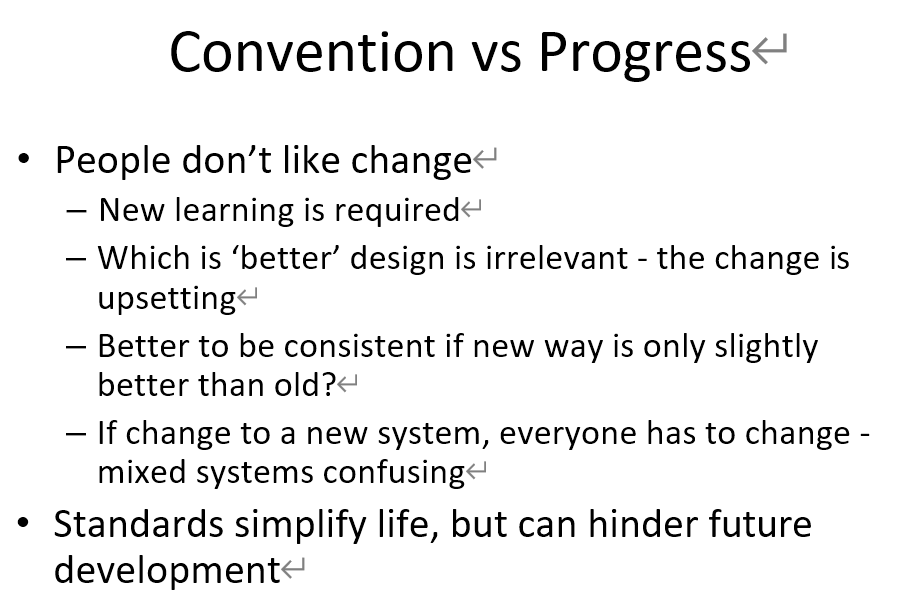 Convention vs Progress↵
• People don’t like change↵
– New learning is required↵
– Which is ‘better’ design is irrelevant - the change is
upsetting↵
– Better to be consistent if new way is only slightly
better than old?↵
– If change to a new system, everyone has to change -
mixed systems confusing↵
• Standards simplify life, but can hinder future
development↵